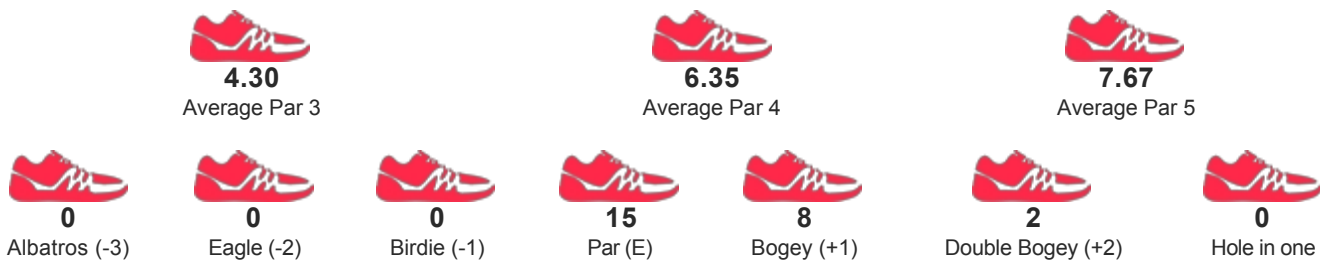 4.30 6.35 7.67
Average Par 3 Average Par 4 Average Par 5
0 0 0 15 8 2 0
Albatros (-3) Eagle (-2) Birdie (-1) Par (E) Bogey (+1) Double Bogey (+2) Hole in one